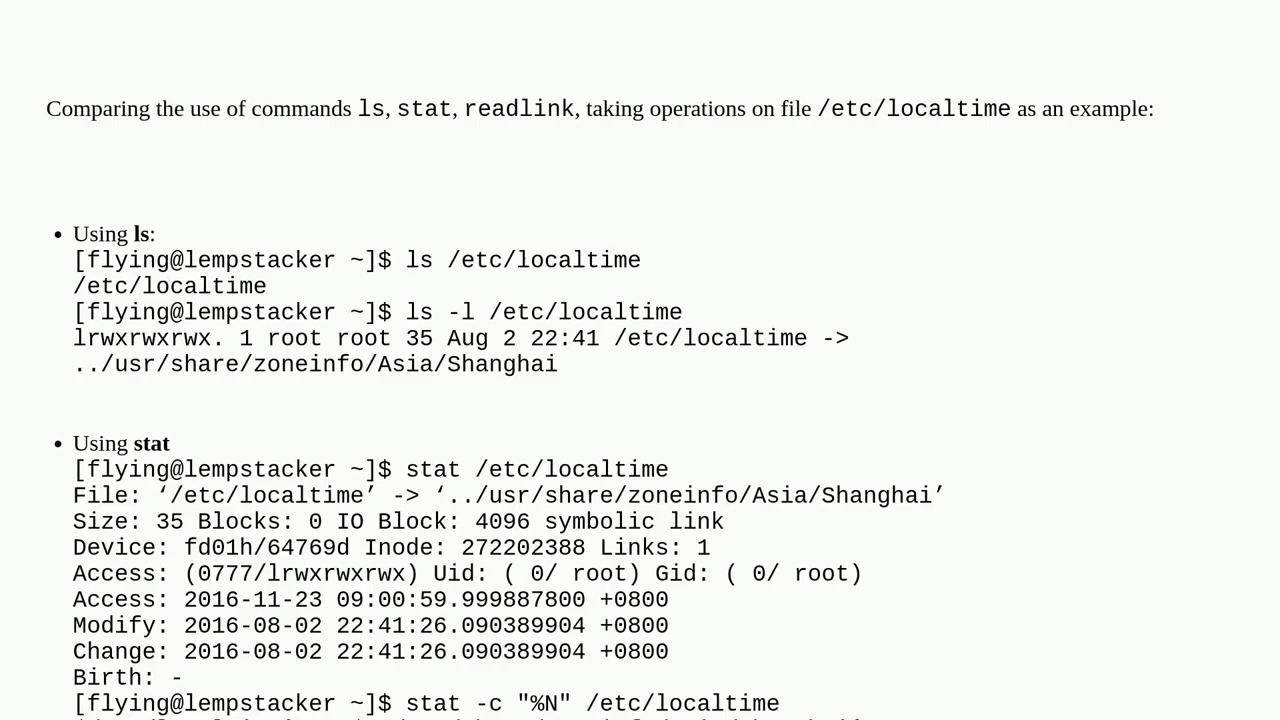 Comparing the use of commands ls, stat, readlink, taking operations on file /etc/localtime as an example:
• Using ls:
[flying@lempstacker ~]$ ls /etc/localtime
/etc/localtime
[flying@lempstacker ~]$ ls -l /etc/localtime
lrwxrwxrwx. 1 root root 35 Aug 2 22:41 /etc/localtime ->
../usr/share/zoneinfo/Asia/Shanghai
• Using stat
[flying@lempstacker ~]$ stat /etc/localtime
File: ‘/etc/localtime’ -> ‘../usr/share/zoneinfo/Asia/Shanghai’
Size: 35 Blocks: 0 IO Block: 4096 symbolic link
Device: fd01h/64769d Inode: 272202388 Links: 1
Access: (0777/lrwxrwxrwx) Uid: ( 0/ root) Gid: ( 0/ root)
Access: 2016-11-23 09:00:59.999887800 +0800
Modify: 2016-08-02 22:41:26.090389904 +0800
Change: 2016-08-02 22:41:26.090389904 +0800
Birth: -
[flying@lempstacker ~]$ stat -c "%N" /etc/localtime